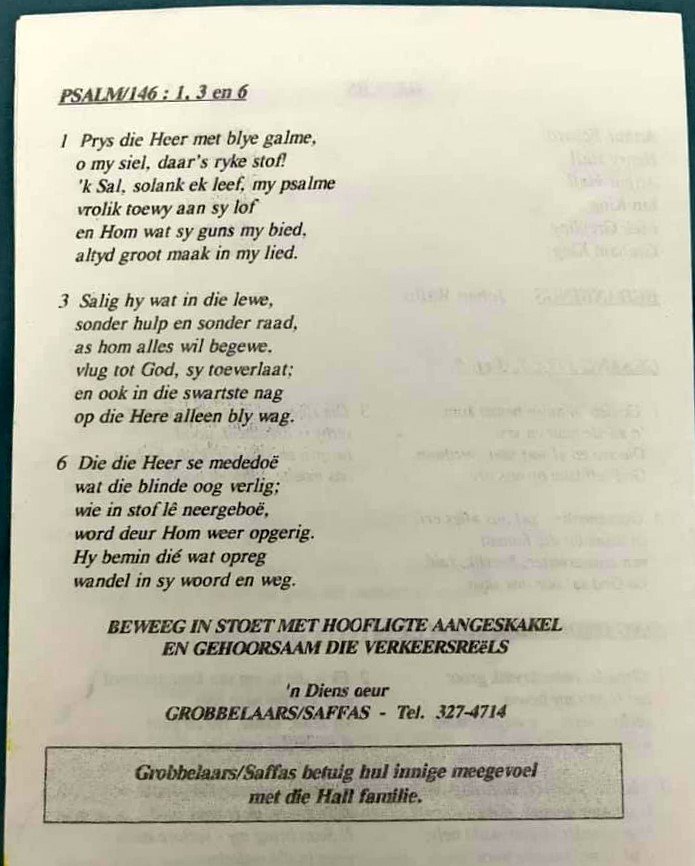 PSALM/146 : 1, 3 en 6
1 Prys die Heer met blye galme,
o my siel, daar's ryke stof!
'k Sal, solank ek leef, my psalme
vrolik toewy aan sy lof
en Hom wat sy guns my bied,
altyd groot maak in my lied.
3 Salig hy wat in die lewe,
sonder hulp en sonder raad,
as hom alles wil begewe,
vlug tot God, sy toeverlaat;
en ook in die swartste nag
op die Here alleen bly wag.
6 Die die Heer se mededoë
wat die blinde oog verlig;
wie in stof lê neergeboë,
word deur Hom weer opgerig.
Hy bemin dié wat opreg
wandel in sy woord en weg.
BEWEEG IN STOET MET HOOFLIGTE AANGESKAKEL
EN GEHOORSAAM DIE VERKEERSREëLS
'n Diens deur
GROBBELAARS/SAFFAS - Tel. 327-4714
Grobbelaars/Saffas betuig hul innige meegevoel
met die Hall familie.